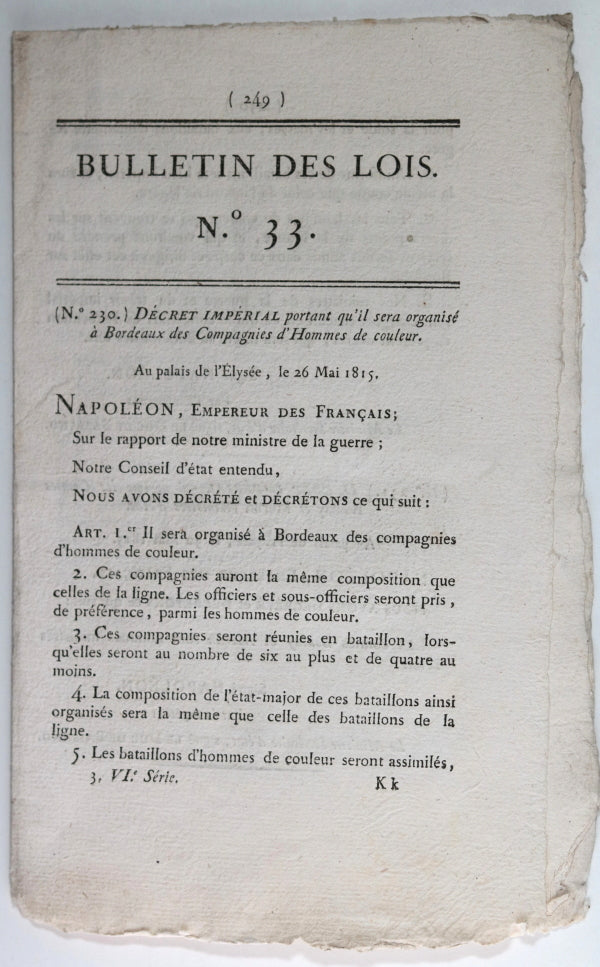 ( 249 )
BULLETIN DES LOIS.
N.º 33.
(N.º 230.) DÉCRET IMPÉRIAL portant qu'il sera organisé
à Bordeaux des Compagnies d'Hommes de couleur.
Au palais de l'Élysée, le 26 Mai 1815.
NAPOLÉON, EMPEREUR DES FRANÇAIS;
Sur le rapport de notre ministre de la guerre ;
Notre Conseil d'état entendu,
NOUS AVONS DÉCRÉTÉ et DÉCRÉTONS ce qui suit :
ART. 1.er Il sera organisé à Bordeaux des compagnies
d'hommes de couleur.
2. Ces compagnies auront la même composition que
celles de la ligne. Les officiers et sous-officiers seront pris,
de préférence, parmi les hommes de couleur.
3. Ces compagnies seront réunies en bataillon, lors-
qu'elles seront au nombre de six au plus et de quatre au
moins.
4. La composition de l'état-major de ces bataillons ainsi
organisés sera la même que celle des bataillons de la
ligne.
5. Les bataillons d'hommes de couleur seront assimilés,
3. VI.e Série. K k